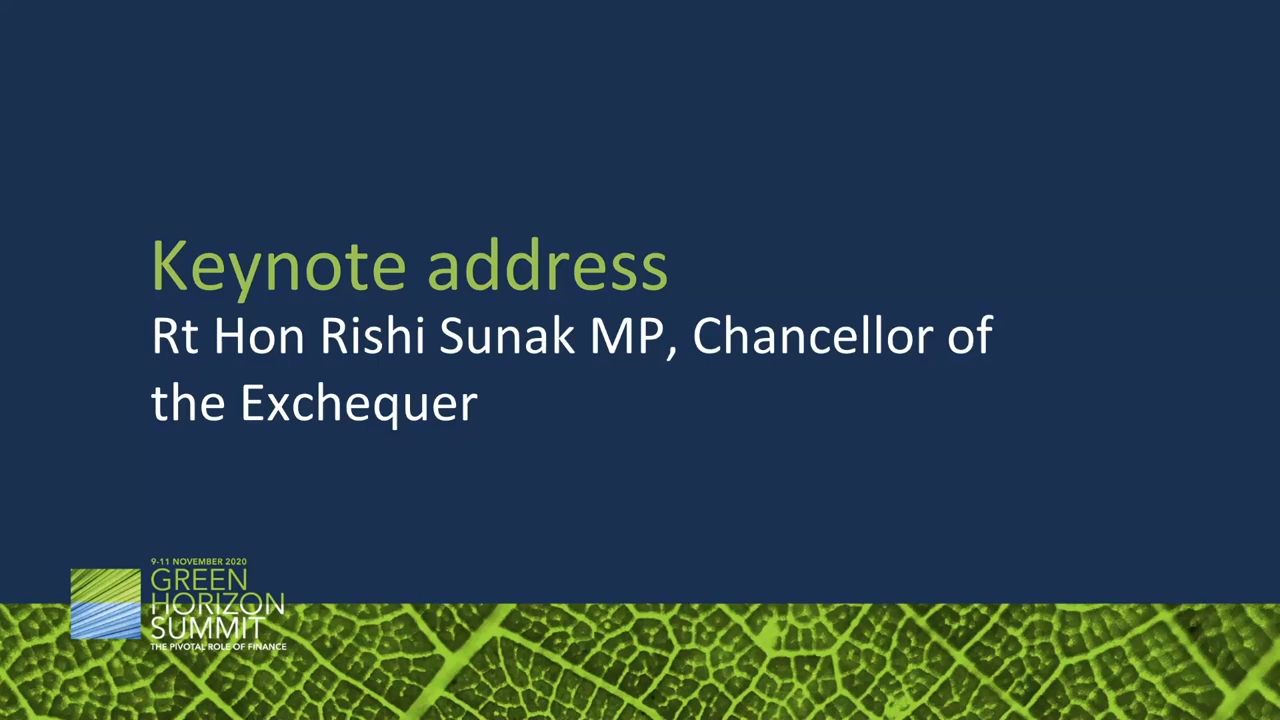 Keynote address
Rt Hon Rishi Sunak MP, Chancellor of
the Exchequer
9-11 NOVEMBER 2020
GREEN
HORIZON
SUMMIT
THE PIVOTAL ROLE OF FINANCE